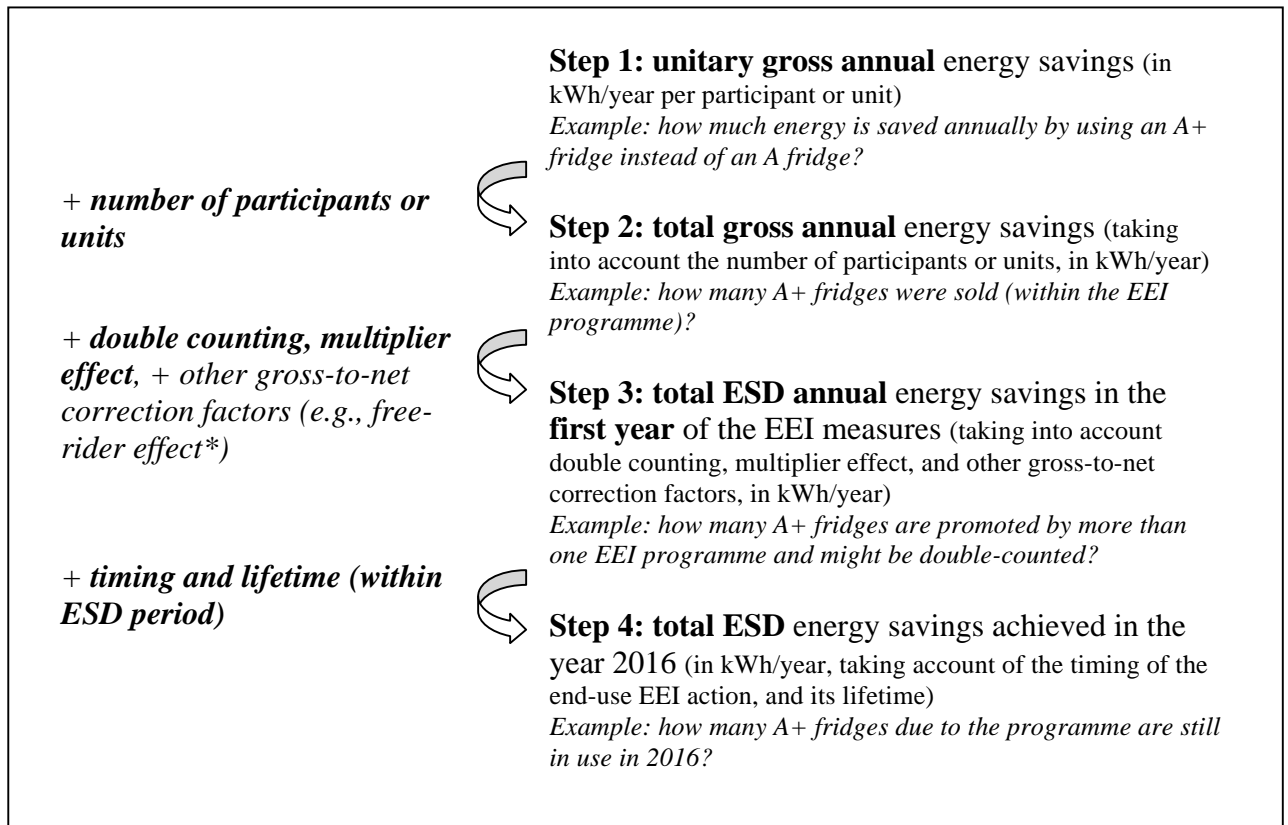 Step 1: unitary gross annual energy savings (in
kWh/year per participant or unit)
Example: how much energy is saved annually by using an A+
fridge instead of an A fridge?
+ number of participants or
units
Step 2: total gross annual energy savings (taking
into account the number of participants or units, in kWh/year)
Example: how many A+ fridges were sold (within the EEI
programme)?
+ double counting, multiplier
effect, + other gross-to-net
correction factors (e.g., free-
rider effect*)
Step 3: total ESD annual energy savings in the
first year of the EEI measures (taking into account
double counting, multiplier effect, and other gross-to-net
correction factors, in kWh/year)
Example: how many A+ fridges are promoted by more than
one EEI programme and might be double-counted?
+ timing and lifetime (within
ESD period)
Step 4: total ESD energy savings achieved in the
year 2016 (in kWh/year, taking account of the timing of the
end-use EEI action, and its lifetime)
Example: how many A+ fridges due to the programme are still
in use in 2016?